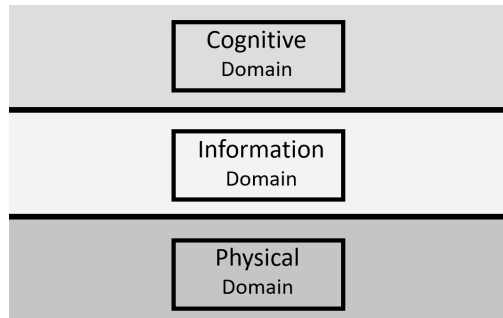 Cognitive
Domain
Information
Domain
Physical
Domain